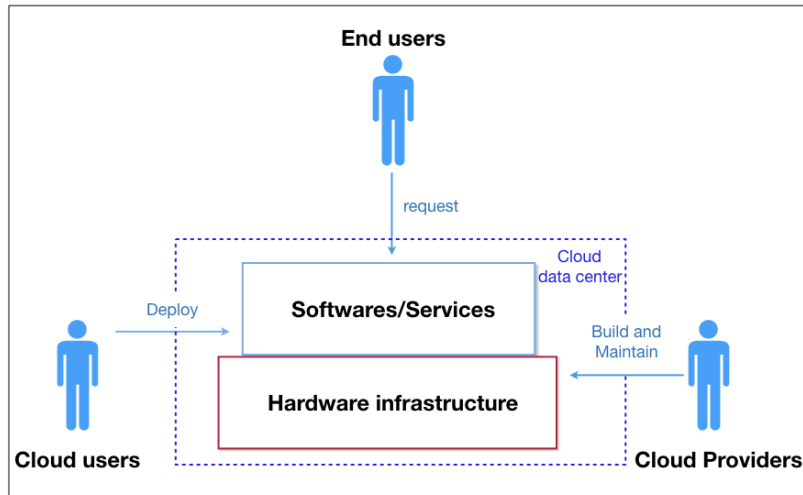 End users
request
Cloud
data center
Softwares/Services
Deploy
Build and
Maintain
Hardware infrastructure
Cloud users
Cloud Providers